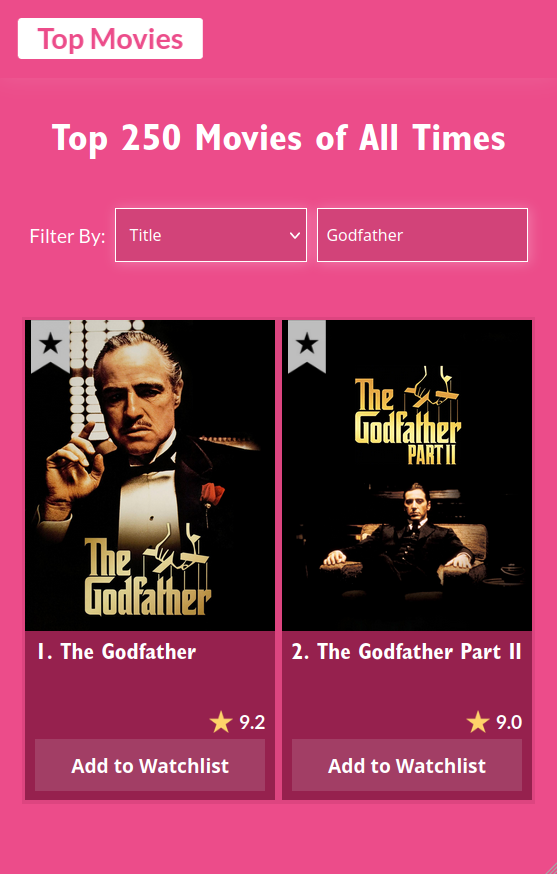 Top Movies
Top 250 Movies of All Times
Filter By:
Title
Godfather
The
Godfather
The
Godfather
PART II
1. The Godfather
2. The Godfather Part II
9.2
9.0
Add to Watchlist
Add to Watchlist